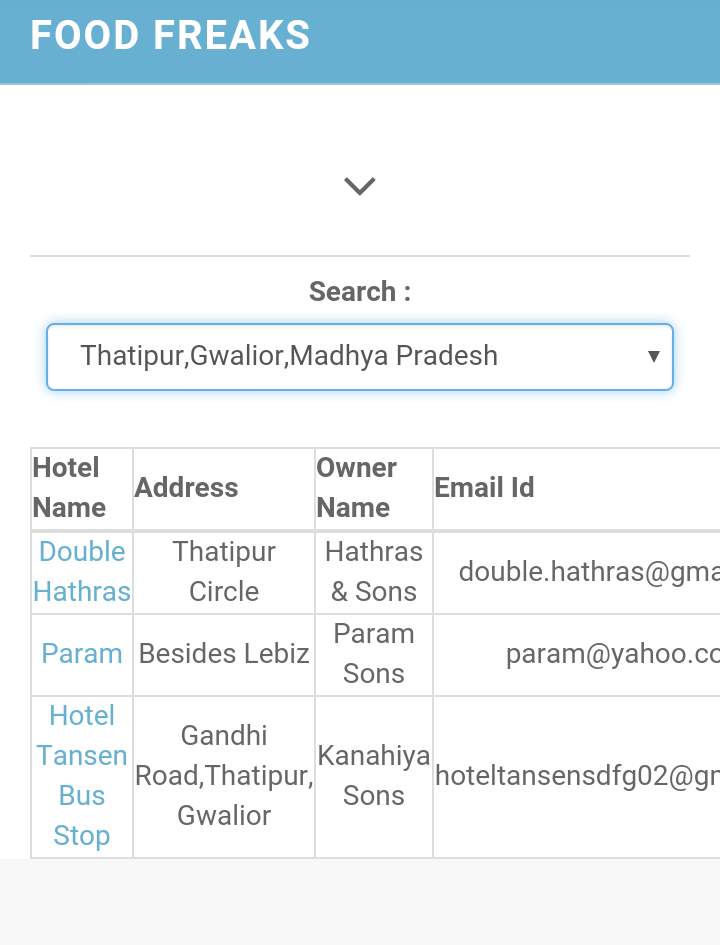 FOOD FREAKS
Search :
Thatipur,Gwalior,Madhya Pradesh
Hotel
Name
Address
Owner
Name
Email Id
Double
Hathras
Thatipur
Circle
Hathras
& Sons
double.hathras@gma
Param
Besides Lebiz
Param
Sons
param@yahoo.co
Hotel
Tansen
Bus
Stop
Gandhi
Road,Thatipur,
Gwalior
Kanahiya
Sons
hoteltansensdfg02@gm